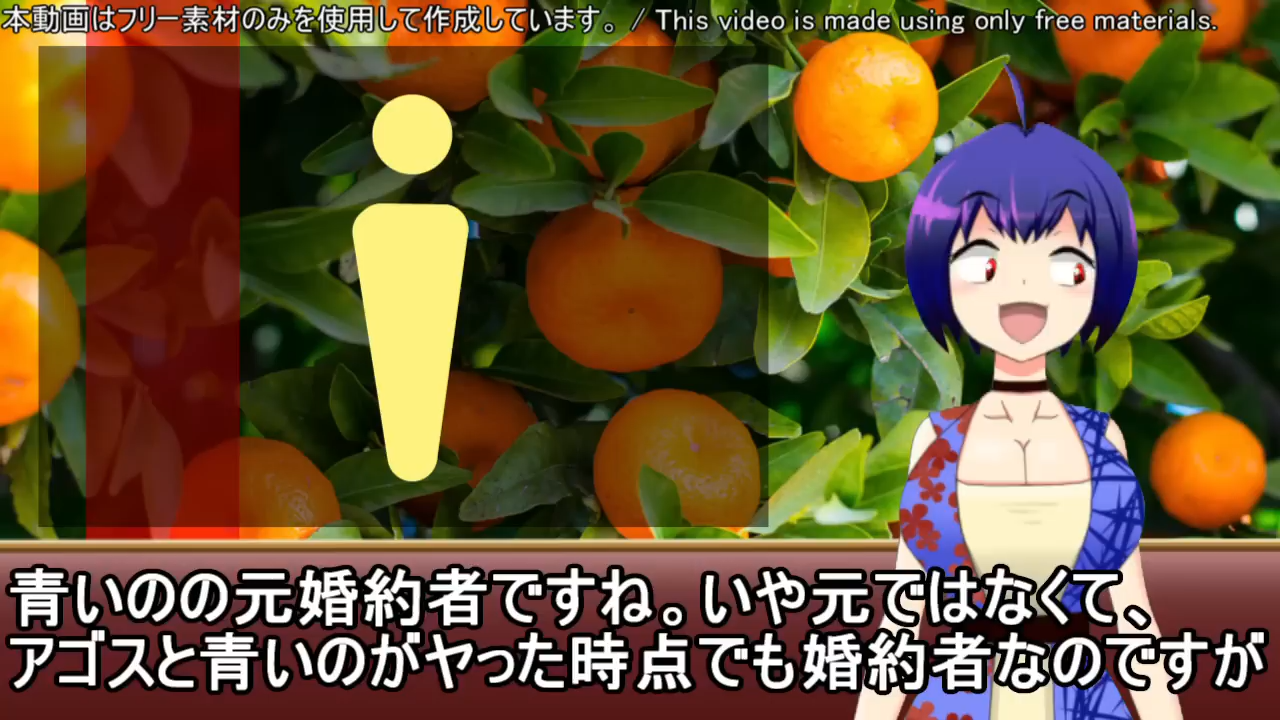 本動画はフリー素材のみを使用して作成しています。 / This video is made using only free materials.
青いのの元婚約者ですね。いや元ではなくて、
アゴスと青いのがヤった時点でも婚約者なのですが